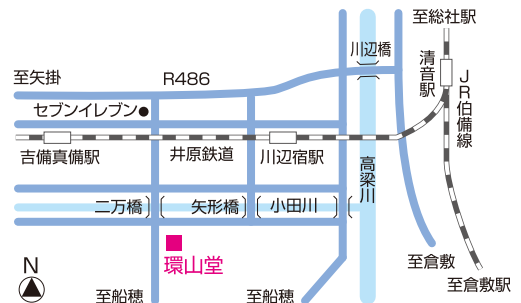 至総社駅
川辺橋
清音駅
JR伯備線
至矢掛
R486
セブンイレブン
吉備真備駅
井原鉄道
川辺宿駅
高梁川
二万橋
矢形橋
小田川
環山堂
至倉敷
至倉敷駅
N
至船穂
至船穂